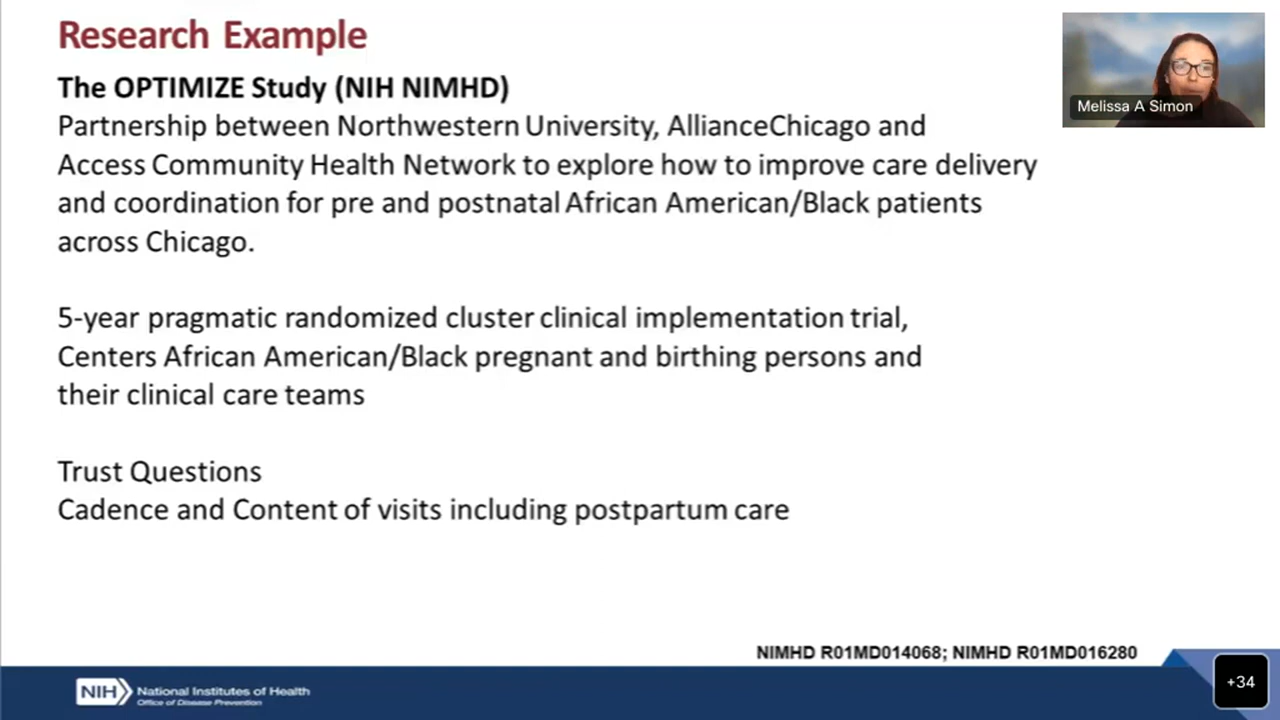 Research Example
The OPTIMIZE Study (NIH NIMHD)
Partnership between Northwestern University, AllianceChicago and
Access Community Health Network to explore how to improve care delivery
and coordination for pre and postnatal African American/Black patients
across Chicago.
5-year pragmatic randomized cluster clinical implementation trial,
Centers African American/Black pregnant and birthing persons and
their clinical care teams
Trust Questions
Cadence and Content of visits including postpartum care
NIMHD R01MD014068; NIMHD R01MD016280
NIH
National Institutes of Health
Office of Disease Prevention
Melissa A Simon
+34